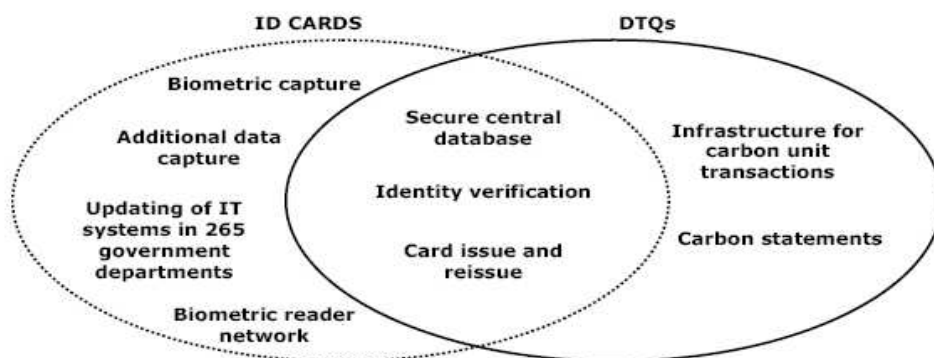 ID CARDS
DTQs
Biometric capture
Additional data
capture
Updating of IT
systems in 265
government
departments
Biometric reader
network
Secure central
database
Identity verification
Card issue and
reissue
Infrastructure for
carbon unit
transactions
Carbon statements